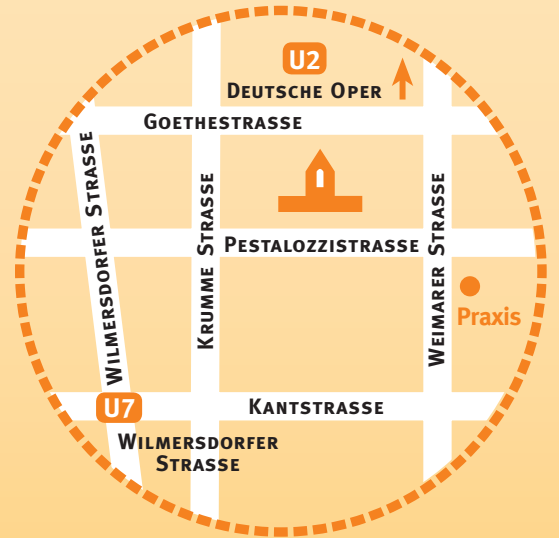 U2
DEUTSCHE OPER
GOETHESTRASSE
WILMERSDORFER STRASSE
KRUMME STRASSE
WEIMARER STRASSE
PESTALOZZISTRASSE
Praxis
U7
KANTSTRASSE
WILMERSDORFER
STRASSE